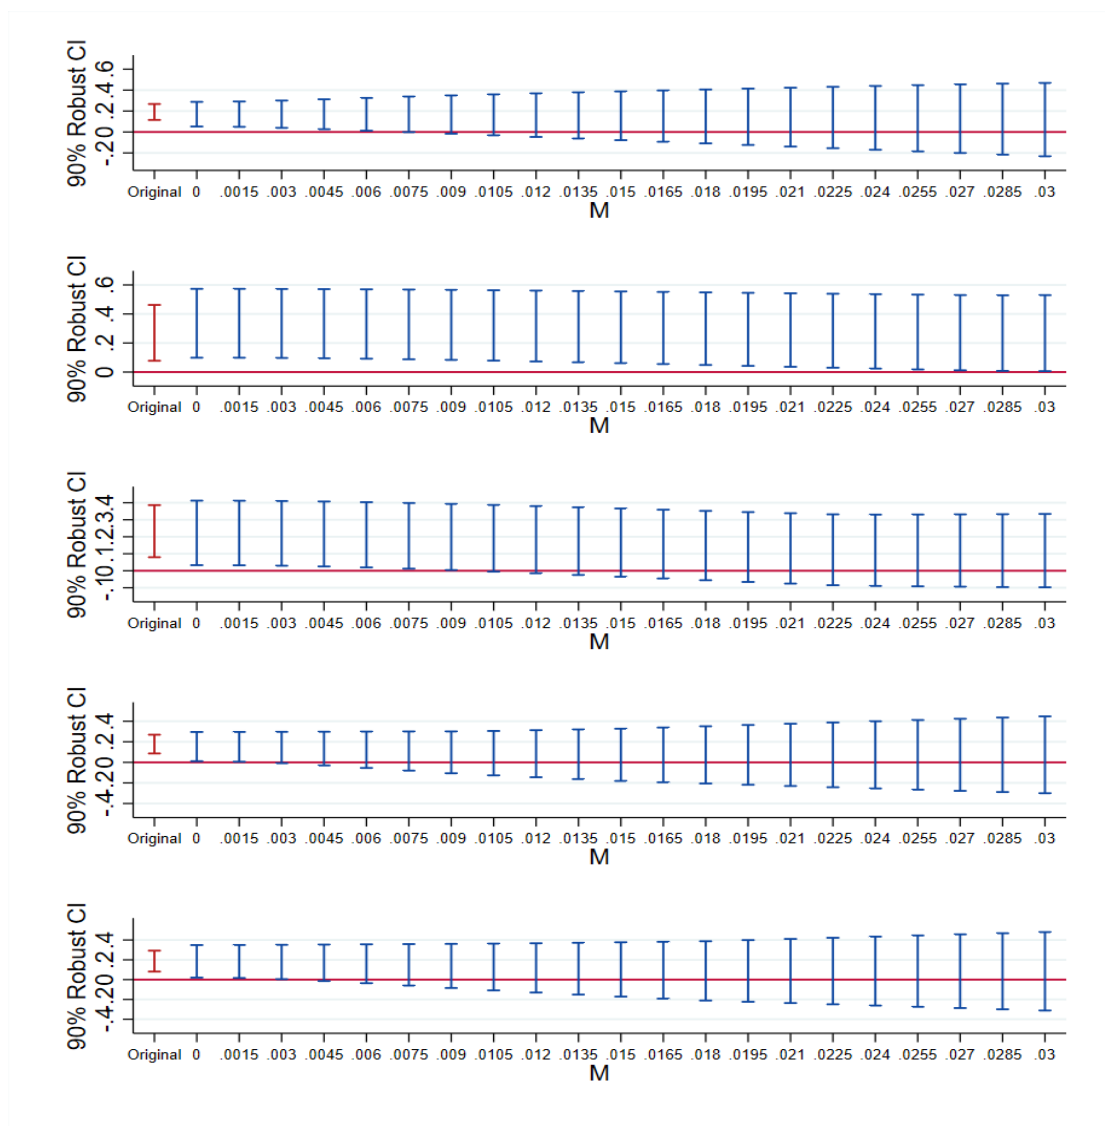 90% Robust CI
-.2 0 .2 .4 .6
Original 0 .0015 .003 .0045 .006 .0075 .009 .0105 .012 .0135 .015 .0165 .018 .0195 .021 .0225 .024 .0255 .027 .0285 .03
M
90% Robust CI
0 .2 .4 .6
Original 0 .0015 .003 .0045 .006 .0075 .009 .0105 .012 .0135 .015 .0165 .018 .0195 .021 .0225 .024 .0255 .027 .0285 .03
M
90% Robust CI
-.1 0 .1 .2 .3 .4
Original 0 .0015 .003 .0045 .006 .0075 .009 .0105 .012 .0135 .015 .0165 .018 .0195 .021 .0225 .024 .0255 .027 .0285 .03
M
90% Robust CI
-.4 -.2 0 .2 .4
Original 0 .0015 .003 .0045 .006 .0075 .009 .0105 .012 .0135 .015 .0165 .018 .0195 .021 .0225 .024 .0255 .027 .0285 .03
M
90% Robust CI
-.4 -.2 0 .2 .4
Original 0 .0015 .003 .0045 .006 .0075 .009 .0105 .012 .0135 .015 .0165 .018 .0195 .021 .0225 .024 .0255 .027 .0285 .03
M